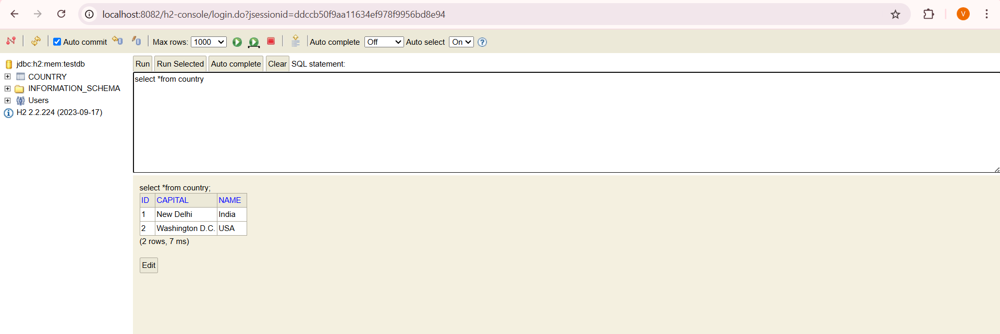 localhost:8082/h2-console/login.do?jsessionid=ddccb50f9aa11634ef978f9956bd8e94
V
Auto commit Max rows: 1000 Auto complete Off Auto select On ?
jdbc:h2:mem:testdb
COUNTRY
INFORMATION_SCHEMA
Users
H2 2.2.224 (2023-09-17)
Run Run Selected Auto complete Clear SQL statement:
select *from country
select *from country;
ID CAPITAL NAME
1 New Delhi India
2 Washington D.C. USA
(2 rows, 7 ms)
Edit